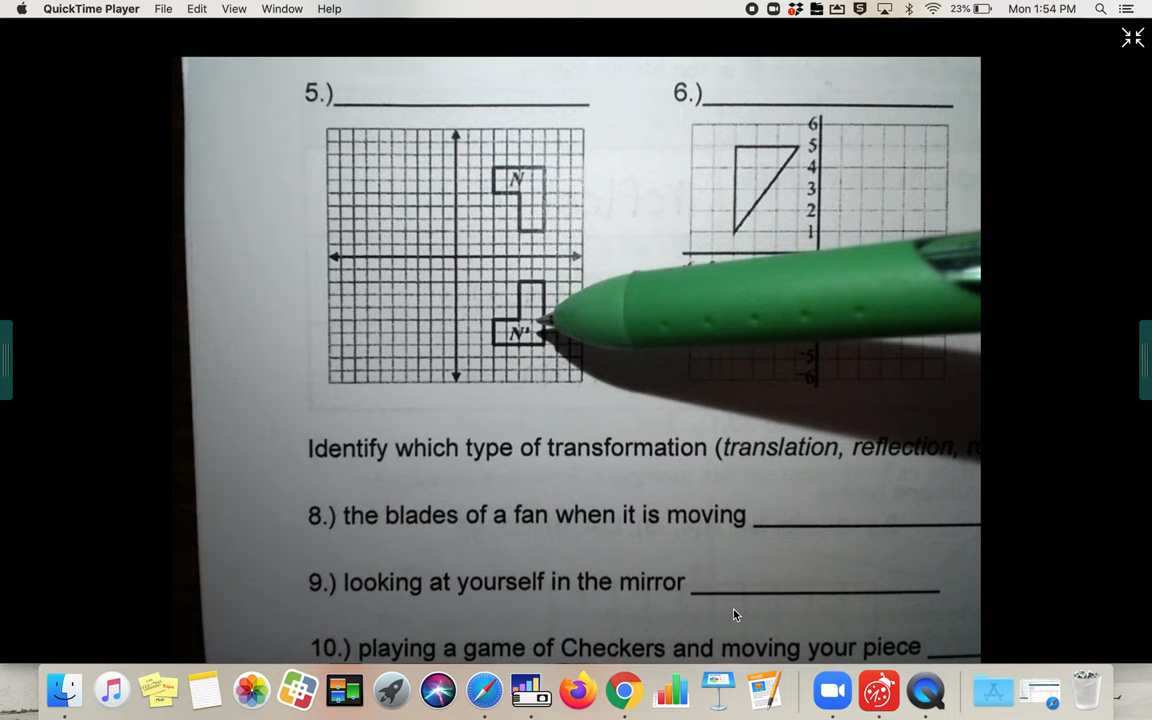 QuickTime Player File Edit View Window Help 23% Mon 1:54 PM
5.) 6.)
6
5
4
3
2
1
-5
-6
N
N'
Identify which type of transformation (translation, reflection,
8.) the blades of a fan when it is moving
9.) looking at yourself in the mirror
10.) playing a game of Checkers and moving your piece